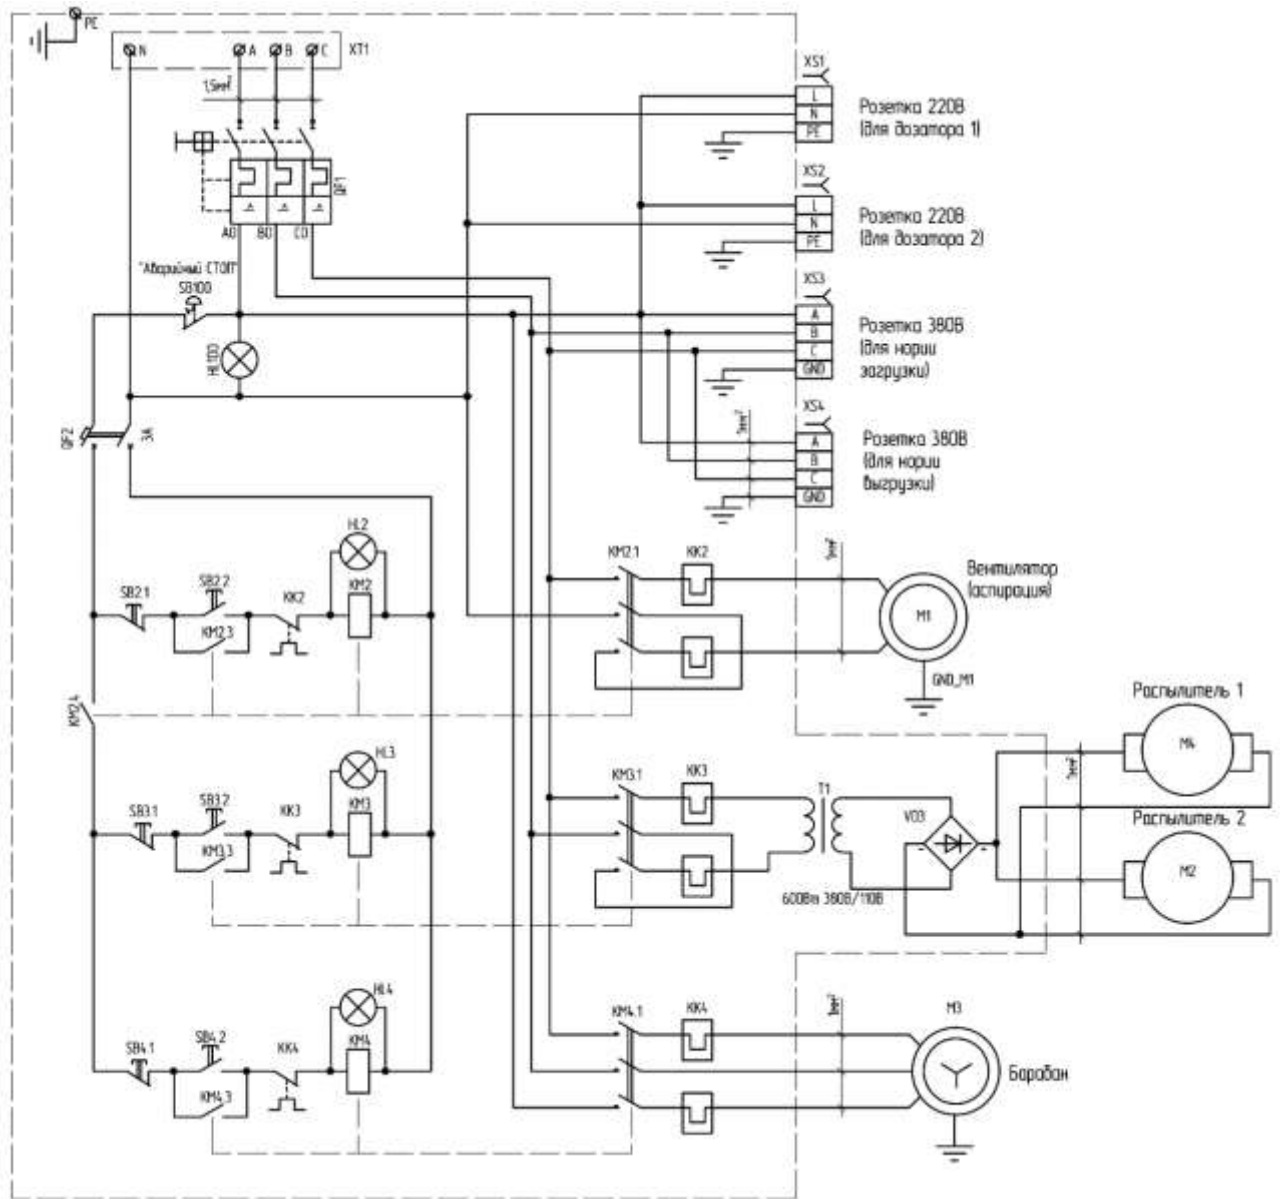 PE
N
A
B
C
XT1
1,5мм²
QF1
A0
B0
C0
"Аварийный СТОП"
SB100
HL100
QF2
3A
XS1
L
N
PE
Розетка 220В
(для дозатора 1)
XS2
L
N
PE
Розетка 220В
(для дозатора 2)
XS3
A
B
C
GND
Розетка 380В
(для нории
загрузки)
1мм²
XS4
A
B
C
GND
Розетка 380В
(для нории
выгрузки)
HL2
SB2.1
SB2.2
KK2
KM2
KM2.3
KM2.1
KK2
1мм²
M1
Вентилятор
(аспирация)
GND_M1
KM2.4
HL3
SB3.1
SB3.2
KK3
KM3
KM3.3
KM3.1
KK3
T1
600Вт 380В/110В
VD3
-
-
1мм²
Распылитель 1
M4
Распылитель 2
M2
HL4
SB4.1
SB4.2
KK4
KM4
KM4.3
KM4.1
KK4
1мм²
M3
Барабан